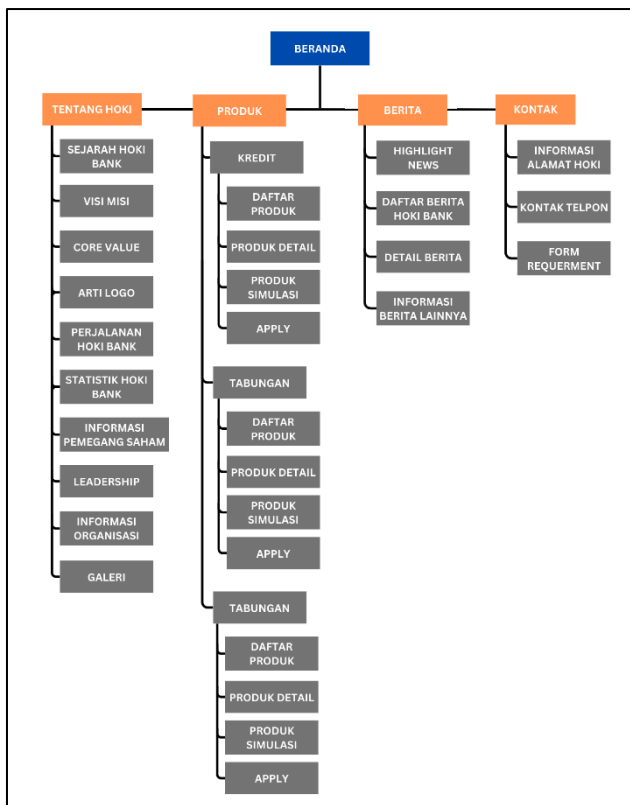 BERANDA
TENTANG HOKI
SEJARAH HOKI
BANK
VISI MISI
CORE VALUE
ARTI LOGO
PERJALANAN
HOKI BANK
STATISTIK HOKI
BANK
INFORMASI
PEMEGANG SAHAM
LEADERSHIP
INFORMASI
ORGANISASI
GALERI
PRODUK
KREDIT
DAFTAR
PRODUK
PRODUK DETAIL
PRODUK
SIMULASI
APPLY
TABUNGAN
DAFTAR
PRODUK
PRODUK DETAIL
PRODUK
SIMULASI
APPLY
TABUNGAN
DAFTAR
PRODUK
PRODUK DETAIL
PRODUK
SIMULASI
APPLY
BERITA
HIGHLIGHT
NEWS
DAFTAR BERITA
HOKI BANK
DETAIL BERITA
INFORMASI
BERITA LAINNYA
KONTAK
INFORMASI
ALAMAT HOKI
KONTAK TELPON
FORM
REQUERMENT